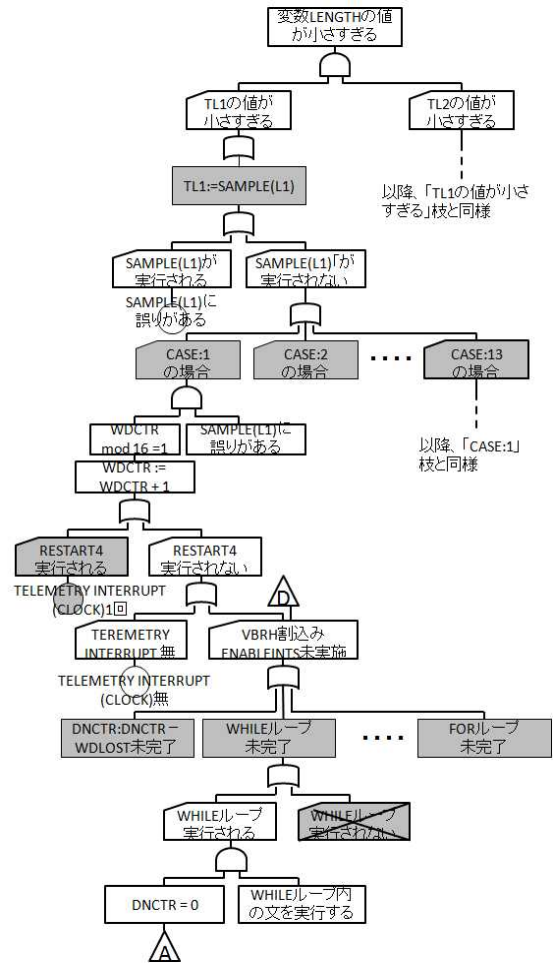 変数LENGTHの値
が小さすぎる
TL1の値が
小さすぎる
TL2の値が
小さすぎる
TL1:=SAMPLE(L1)
以降、「TL1の値が小さ
すぎる」枝と同様
SAMPLE(L1)が
実行される
SAMPLE(L1)「が
実行されない
SAMPLE(L1)に
誤りがある
CASE:1
の場合
CASE:2
の場合
••••
CASE:13
の場合
WDCTR
mod 16 =1
SAMPLE(L1)に
誤りがある
以降、「CASE:1」
枝と同様
WDCTR :=
WDCTR + 1
RESTART4
実行される
RESTART4
実行されない
TELEMETRY INTERRUPT
(CLOCK)1回
D
TEREMETRY
INTERRUPT 無
VBRH割込み
ENABLEINTS未実施
TELEMETRY INTERRUPT
(CLOCK)無
DNCTR:DNCTR－
WDLOST未完了
WHILEループ
未完了
••••
FORループ
未完了
WHILEループ
実行される
WHILEループ
実行されない
DNCTR = 0
WHILEループ内
の文を実行する
A